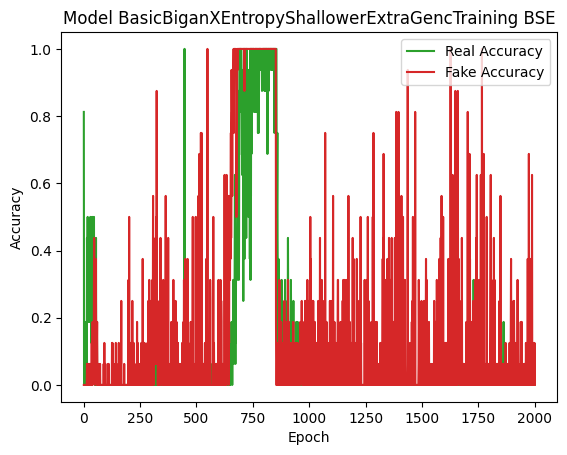 Model BasicBiganXEntropyShallowerExtraGencTraining BSE
Real Accuracy
Fake Accuracy
Accuracy
1.0
0.8
0.6
0.4
0.2
0.0
0 250 500 750 1000 1250 1500 1750 2000
Epoch